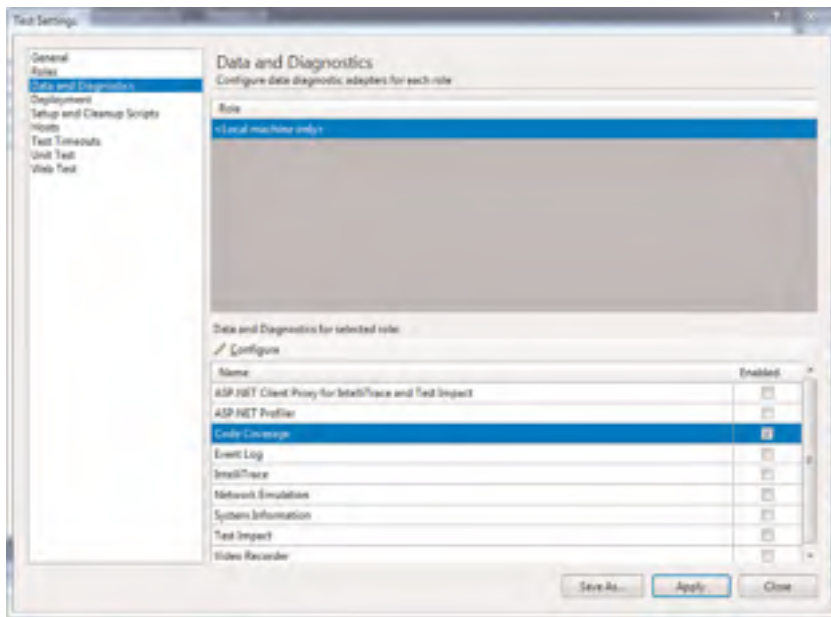 Test Settings
General
Roles
Data and Diagnostics
Deployment
Setup and Cleanup Scripts
Hosts
Test Timeouts
Unit Test
Web Test
Data and Diagnostics
Configure data diagnostic adapters for each role
Role
<Local machine only>
Data and Diagnostics for selected role:
Configure
Name Enabled
ASP.NET Client Proxy for IntelliTrace and Test Impact
ASP.NET Profiler
Code Coverage
Event Log
IntelliTrace
Network Emulation
System Information
Test Impact
Video Recorder
Save As...
Apply
Close